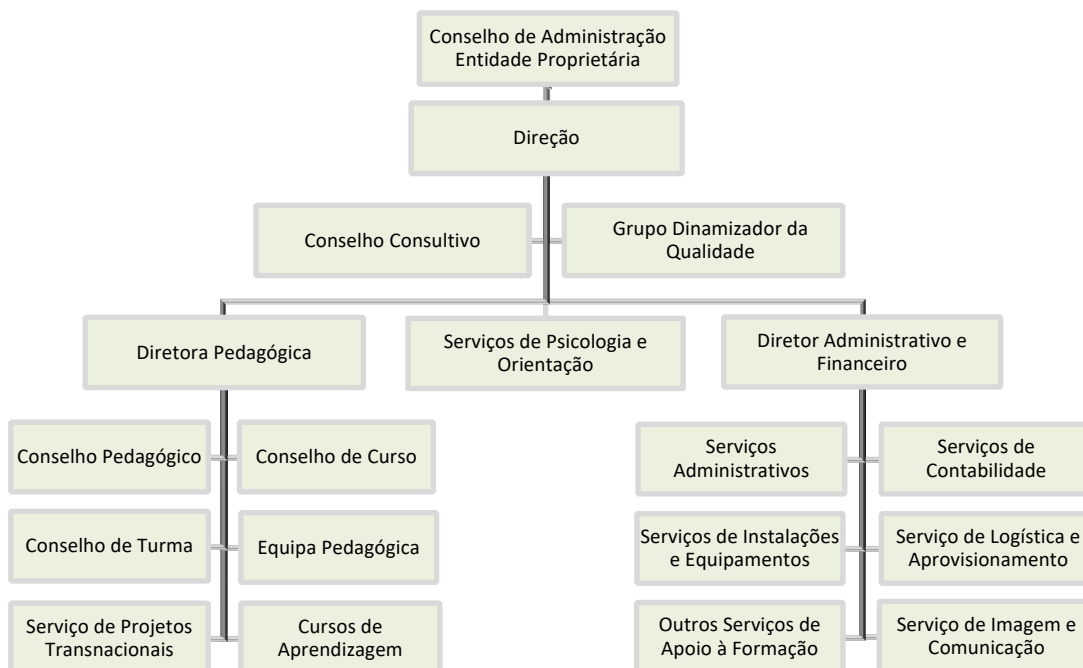 Conselho de Administração
Entidade Proprietária
Direção
Conselho Consultivo
Grupo Dinamizador da
Qualidade
Diretora Pedagógica
Serviços de Psicologia e
Orientação
Diretor Administrativo e
Financeiro
Conselho Pedagógico
Conselho de Curso
Conselho de Turma
Equipa Pedagógica
Serviço de Projetos
Transnacionais
Cursos de
Aprendizagem
Serviços
Administrativos
Serviços de
Contabilidade
Serviços de Instalações
e Equipamentos
Serviço de Logística e
Aprovisionamento
Outros Serviços de
Apoio à Formação
Serviço de Imagem e
Comunicação